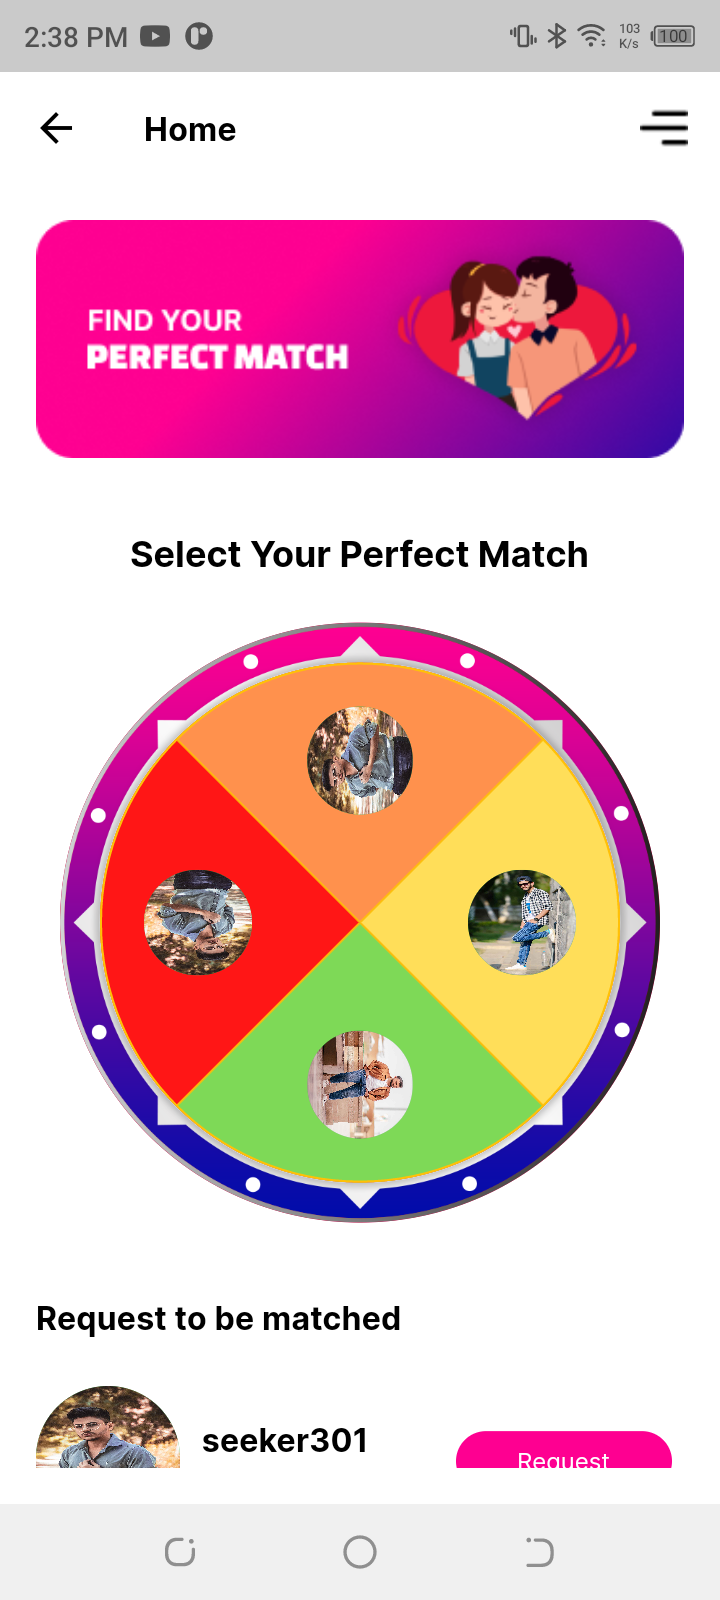 2:38 PM
103
K/s
100
Home
FIND YOUR
PERFECT MATCH
Select Your Perfect Match
Request to be matched
seeker301
Request